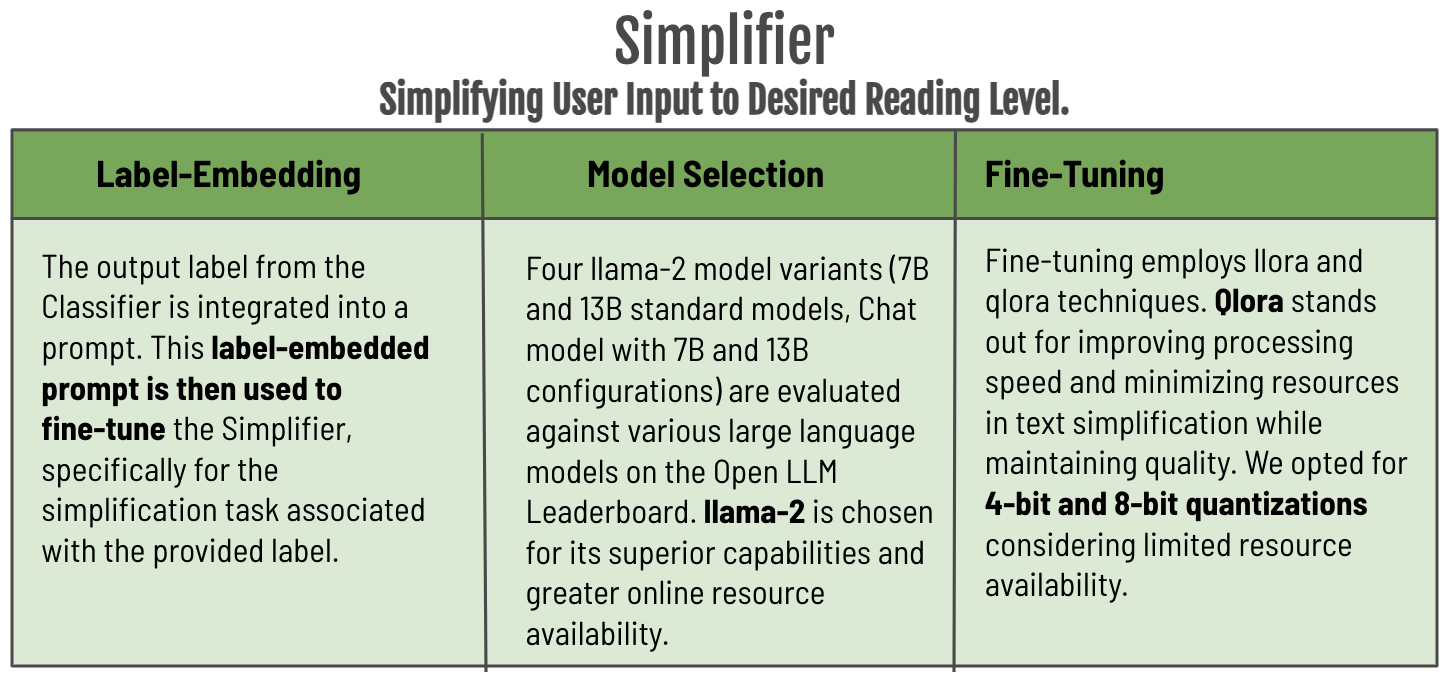 Simplifier
Simplifying User Input to Desired Reading Level.
Label-Embedding
The output label from the
Classifier is integrated into a
prompt. This label-embedded
prompt is then used to
fine-tune the Simplifier,
specifically for the
simplification task associated
with the provided label.
Model Selection
Four llama-2 model variants (7B
and 13B standard models, Chat
model with 7B and 13B
configurations) are evaluated
against various large language
models on the Open LLM
Leaderboard. llama-2 is chosen
for its superior capabilities and
greater online resource
availability.
Fine-Tuning
Fine-tuning employs llora and
qlora techniques. Qlora stands
out for improving processing
speed and minimizing resources
in text simplification while
maintaining quality. We opted for
4-bit and 8-bit quantizations
considering limited resource
availability.